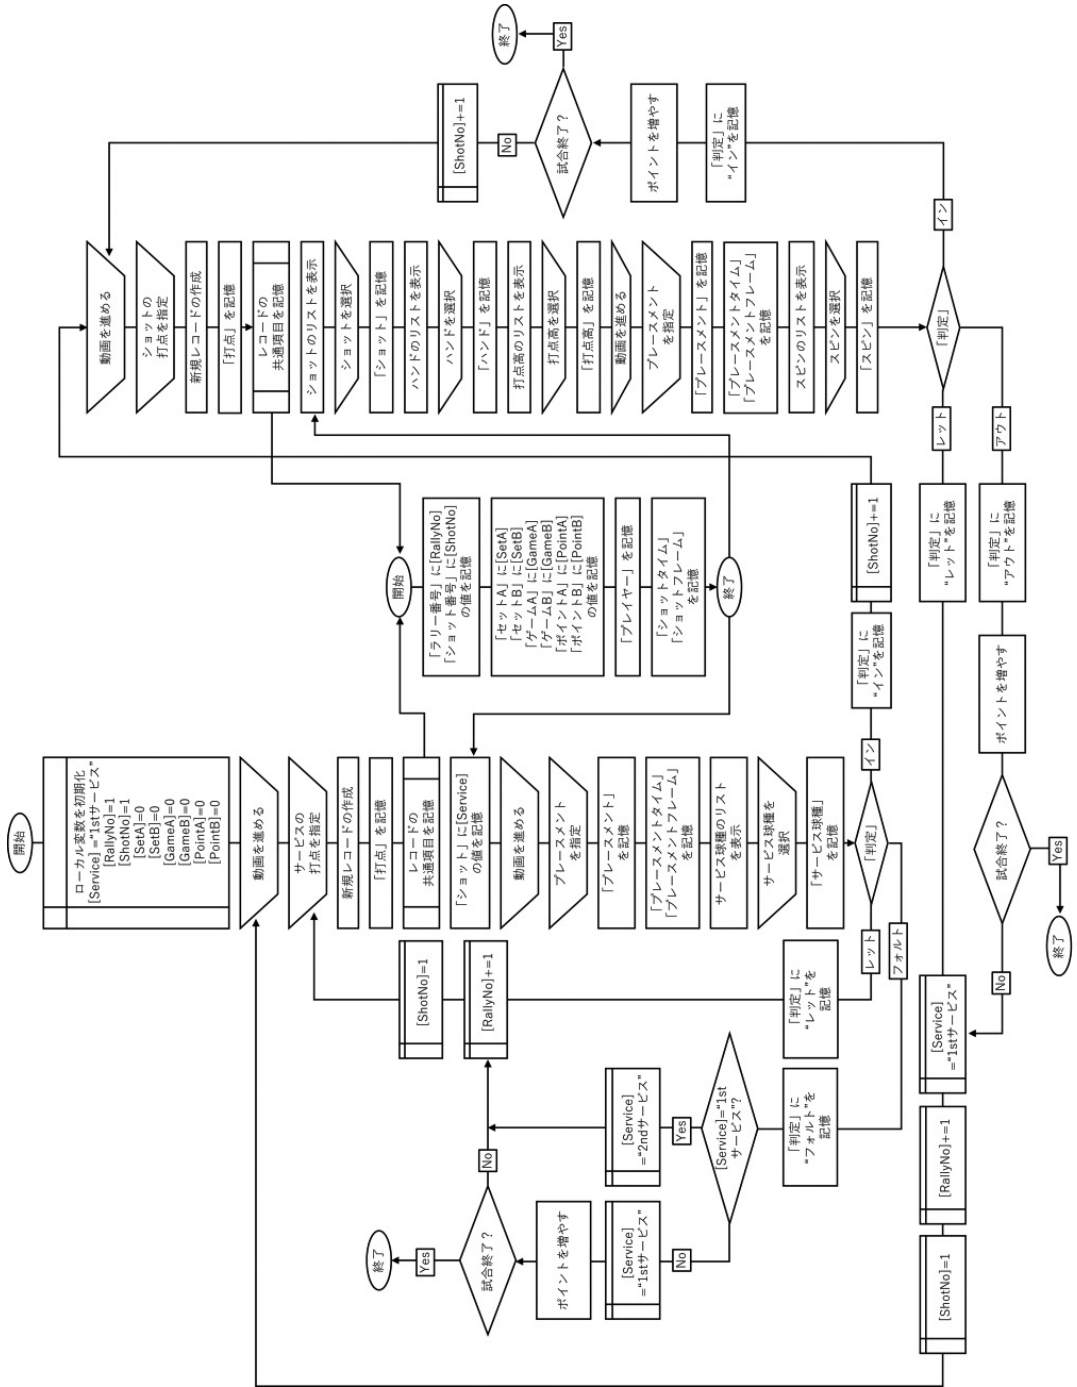 開始
ローカル変数を初期化
[Service] ="1stサービス"
[RallyNo]=1
[ShotNo]=1
[SetA]=0
[SetB]=0
[GameA]=0
[GameB]=0
[PointA]=0
[PointB]=0
動画を進める
サービスの
打点を指定
新規レコードの作成
「打点」を記憶
レコードの
共通項目を記憶
「ショット」に[Service]
の値を記憶
動画を進める
プレースメント
を指定
「プレースメント」
を記憶
「プレースメントタイム」
「プレースメントフレーム」
を記憶
サービス球種のリスト
を表示
サービス球種を
選択
「サービス球種」
を記憶
「判定」
イン
レット
フォルト
「判定」に
"イン"を記憶
[ShotNo]+=1
「判定」に
"レット"を
記憶
[RallyNo]+=1
[ShotNo]=1
「判定」に
"フォルト"を
記憶
[Service]="1st
サービス"?
Yes
[Service]
="2ndサービス"
No
[Service]
="1stサービス"
ポイントを増やす
試合終了？
No
Yes
終了
開始
「ラリー番号」に[RallyNo]
「ショット番号」に[ShotNo]
の値を記憶
「セットA」に[SetA]
「セットB」に[SetB]
「ゲームA」に[GameA]
「ゲームB」に[GameB]
「ポイントA」に[PointA]
「ポイントB」に[PointB]
の値を記憶
「プレイヤー」を記憶
「ショットタイム」
「ショットフレーム」
を記憶
終了
動画を進める
ショットの
打点を指定
新規レコードの作成
「打点」を記憶
レコードの
共通項目を記憶
ショットのリストを表示
ショットを選択
「ショット」を記憶
ハンドのリストを表示
ハンドを選択
「ハンド」を記憶
打点高のリストを表示
打点高を選択
「打点高」を記憶
動画を進める
プレースメント
を指定
「プレースメント」を記憶
「プレースメントタイム」
「プレースメントフレーム」
を記憶
スピンのリストを表示
スピンを選択
「スピン」を記憶
「判定」
イン
レット
アウト
「判定」に
"イン"を記憶
ポイントを増やす
試合終了？
Yes
終了
No
[ShotNo]+=1
「判定」に
"レット"を記憶
「判定」に
"アウト"を記憶
ポイントを増やす
試合終了？
Yes
終了
No
[Service]
="1stサービス"
[RallyNo]+=1
[ShotNo]=1